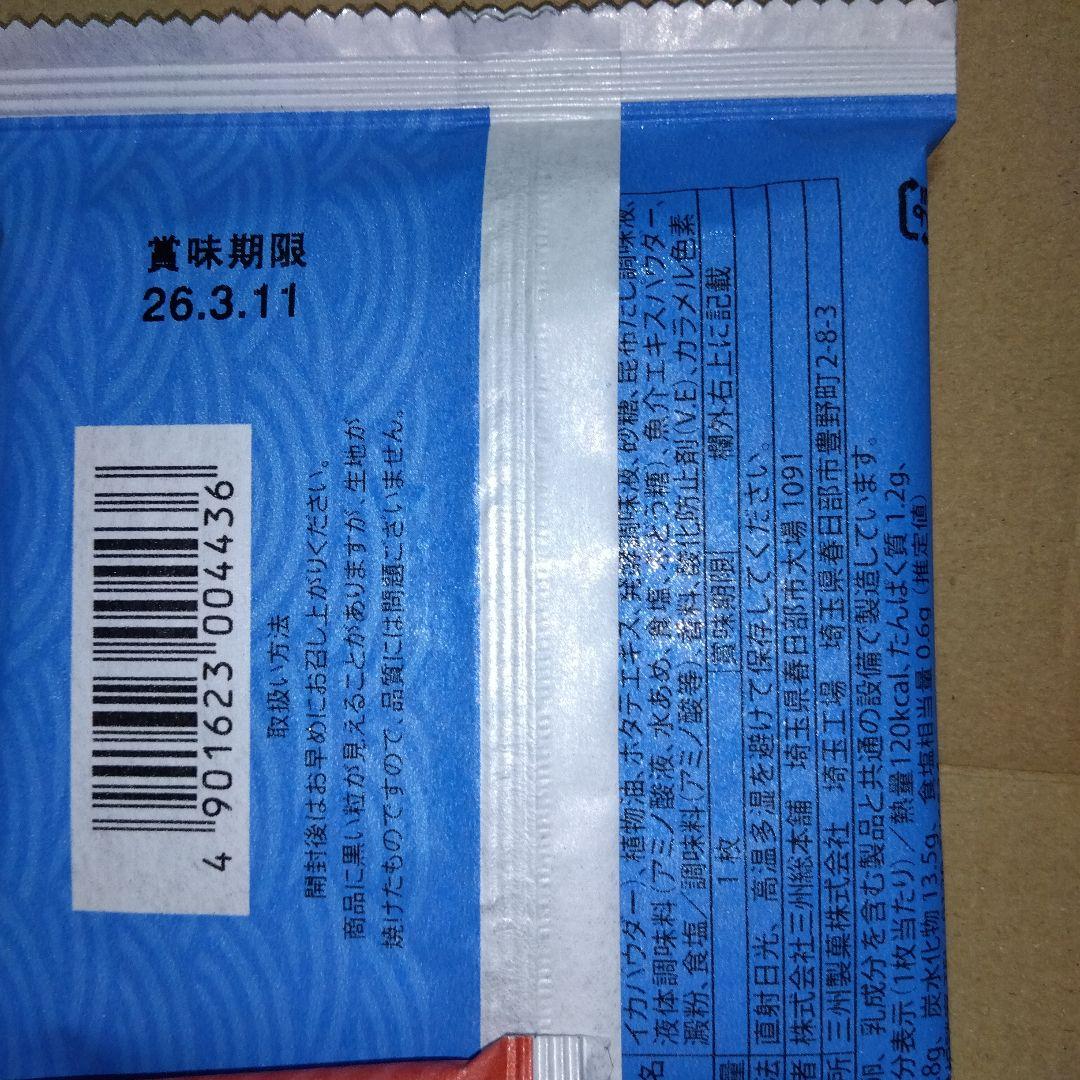 賞味期限
26.3.11
4 901623 004436
取扱い方法
開封後はお早めにお召し上がりください。
商品に黒い粒が見えることがありますが、生地が
焼けたものですので、品質には問題ございません。
名 イカパウダー)、植物油、ホタテエキス、発酵調味液、砂糖、昆布だし調味液、
液体調味料(アミノ酸液、水あめ、食塩、ぶどう糖)、魚介エキスパウダー、
澱粉、食塩/調味料(アミノ酸等)、香料、酸化防止剤(V.E)、カラメル色素
量 1枚 賞味期限 欄外右上に記載
法 直射日光、高温多湿を避けて保存してください。
者 株式会社三州総本舗 埼玉県春日部市大場1091
所 三州製菓株式会社 埼玉工場 埼玉県春日部市豊野町2-8-3
卵、乳成分を含む製品と共通の設備で製造しています。
分表示(1枚当たり)/熱量120kcal、たんぱく質1.2g、
8g、炭水化物13.5g、食塩相当量0.6g(推定値)